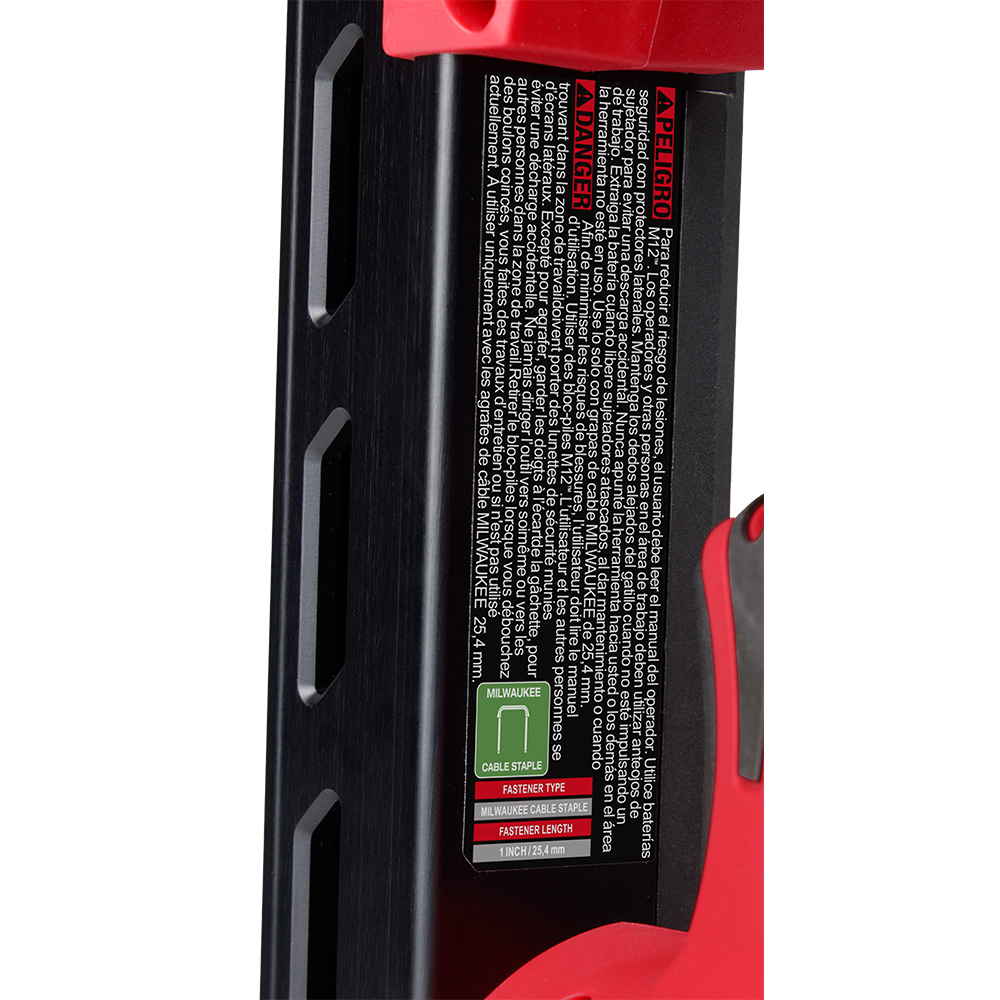 PELIGRO Para reducir el riesgo de lesiones, el usuario debe leer el manual del operador. Utilice baterías
M12™. Los operadores y otras personas en el área de trabajo deben utilizar anteojos de
seguridad con protectores laterales. Mantenga los dedos alejados del gatillo cuando no esté impulsando un
sujetador para evitar una descarga accidental. Nunca apunte la herramienta hacia usted o los demás en el área
de trabajo. Extraiga la batería cuándo libere sujetadores atascados, al dar mantenimiento o cuando
la herramienta no esté en uso. Use lo solo con grapas de cable MILWAUKEE de 25,4 mm.
DANGER Afin de minimiser les risques de blessures, l'utilisateur doit lire le manuel
d'utilisation. Utiliser des bloc-piles M12™. L'utilisateur et les autres personnes se
trouvant dans la zone de travaildoivent porter des lunettes de sécurité munies
d'écrans latéraux. Excepté pour agrafer, garder les doigts à l'écartde la gâchette, pour
éviter une décharge accidentelle. Ne jamais diriger l'outil vers soimême ou vers les
autres personnes dans la zone de travail.Retirer le bloc-piles lorsque vous débouchez
des boulons coincés, vous faites des travaux d'entretien ou si n'est pas utilisé
actuellement. À utiliser uniquement avec les agrafes de câble MILWAUKEE 25,4 mm.
MILWAUKEE
CABLE STAPLE
FASTENER TYPE
MILWAUKEE CABLE STAPLE
FASTENER LENGTH
1 INCH / 25,4 mm